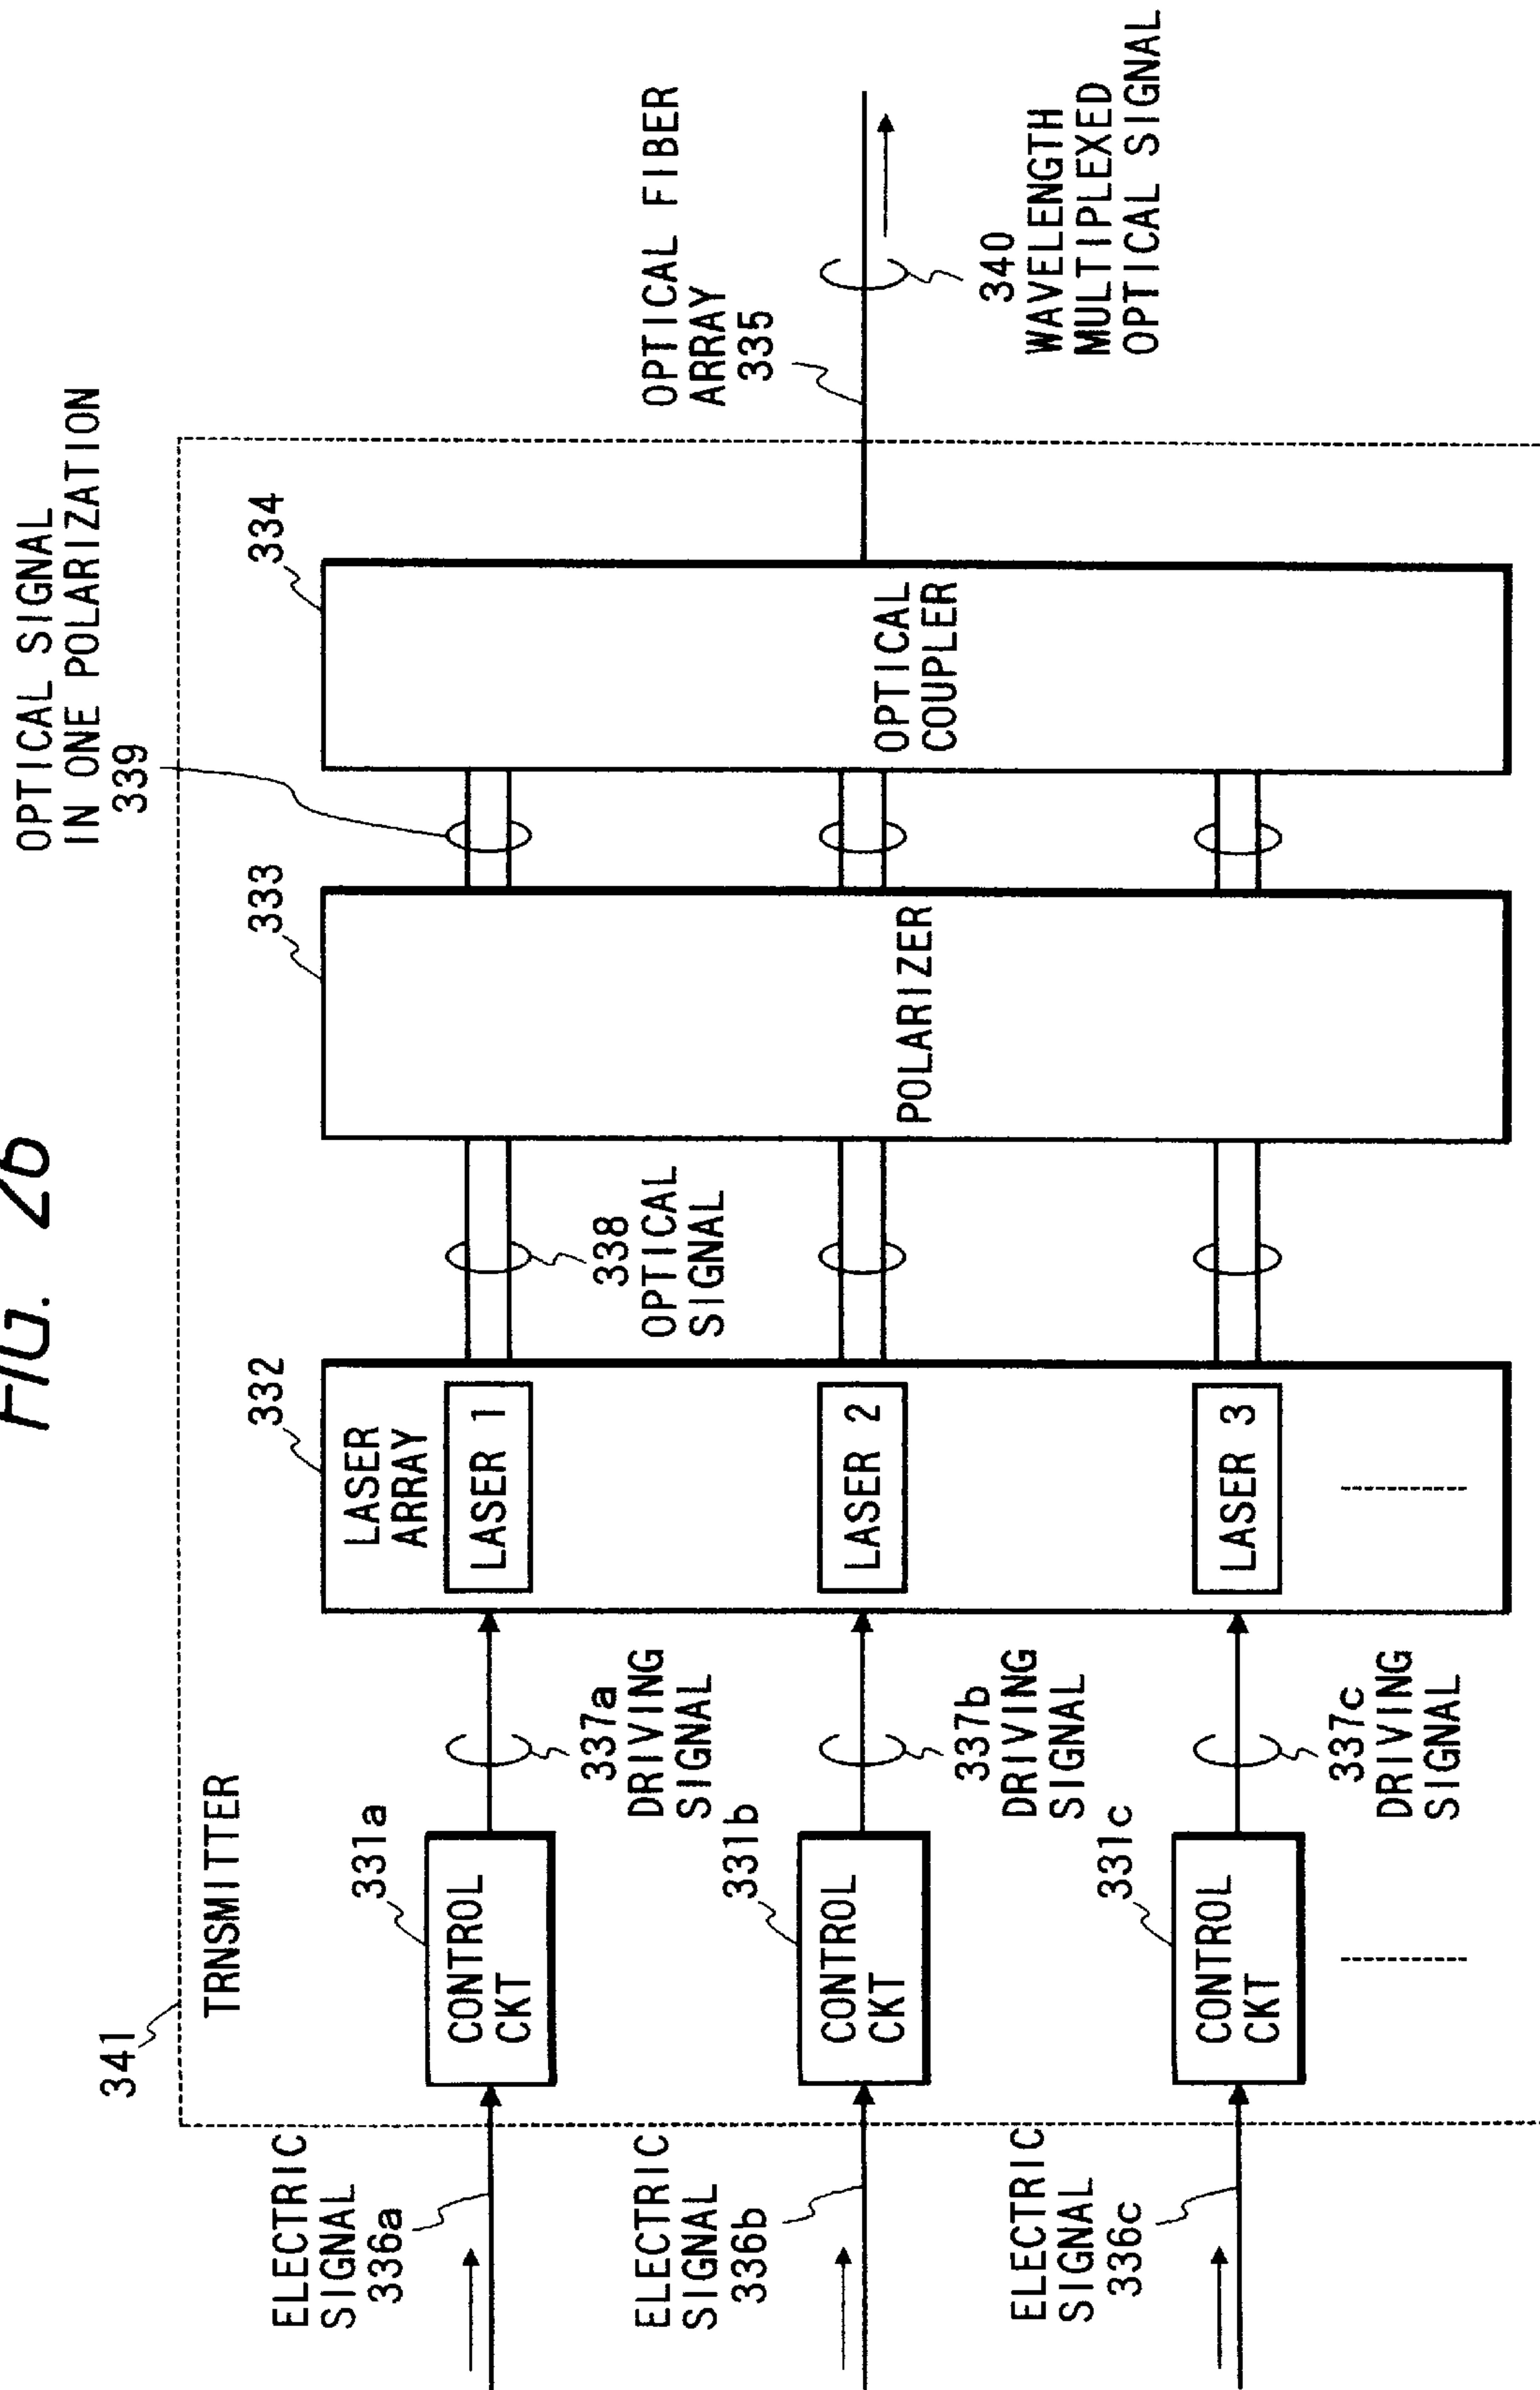 FIG. 26
OPTICAL SIGNAL
IN ONE POLARIZATION
339
341
TRNSMITTER
332
333
334
ELECTRIC
SIGNAL
336a
331a
CONTROL
CKT
337a
DRIVING
SIGNAL
LASER
ARRAY
LASER 1
338
OPTICAL
SIGNAL
ELECTRIC
SIGNAL
336b
331b
CONTROL
CKT
337b
DRIVING
SIGNAL
LASER 2
POLARIZER
OPTICAL
COUPLER
OPTICAL FIBER
ARRAY
335
340
WAVELENGTH
MULTIPLEXED
OPTICAL SIGNAL
ELECTRIC
SIGNAL
336c
331c
CONTROL
CKT
337c
DRIVING
SIGNAL
LASER 3